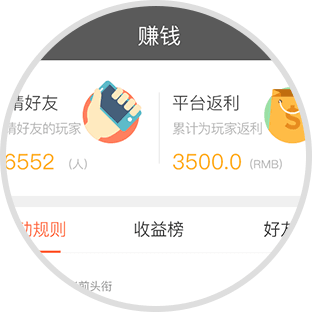 赚钱
请好友
平台返利
请好友的玩家
累计为玩家返利
6552（人）
3500.0（RMB）
动规则
收益榜
好友
前头衔